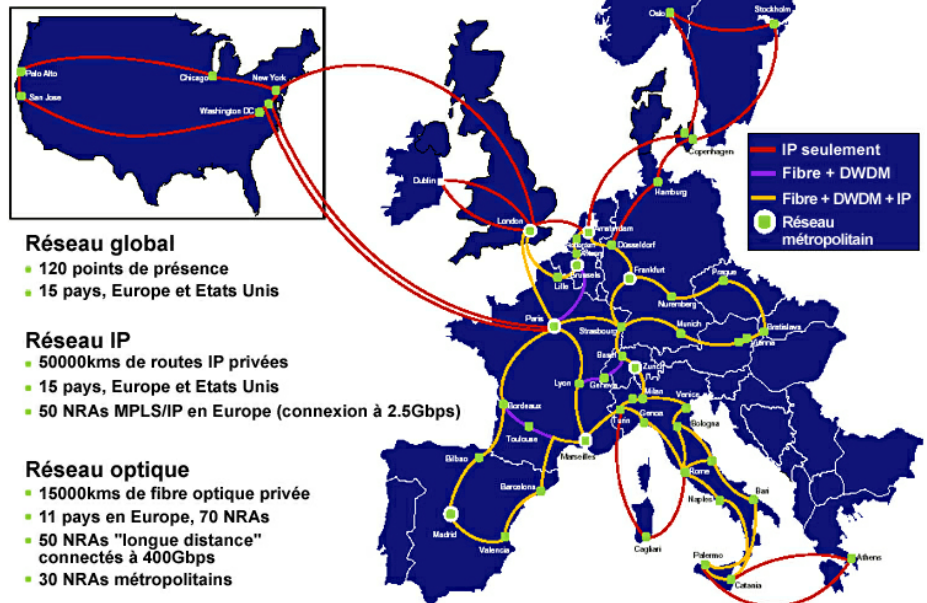 Palo Alto
San Jose
Chicago
New York
Washington DC
Oslo
Stockholm
Copenhagen
Hamburg
Dublin
London
Amsterdam
Düsseldorf
Brussels
Lille
Frankfurt
Prague
Nuremberg
Paris
Strasbourg
Munich
Bratislava
Vienna
Basel
Zurich
Geneva
Lyon
Milan
Venice
Turin
Genoa
Bologna
Bordeaux
Toulouse
Marseilles
Bilbao
Barcelona
Madrid
Valencia
Rome
Naples
Bari
Cagliari
Palermo
Catania
Athens
IP seulement
Fibre + DWDM
Fibre + DWDM + IP
Réseau
métropolitain
Réseau global
120 points de présence
15 pays, Europe et Etats Unis
Réseau IP
50000kms de routes IP privées
15 pays, Europe et Etats Unis
50 NRAs MPLS/IP en Europe (connexion à 2.5Gbps)
Réseau optique
15000kms de fibre optique privée
11 pays en Europe, 70 NRAs
50 NRAs "longue distance"
connectés à 400Gbps
30 NRAs métropolitains